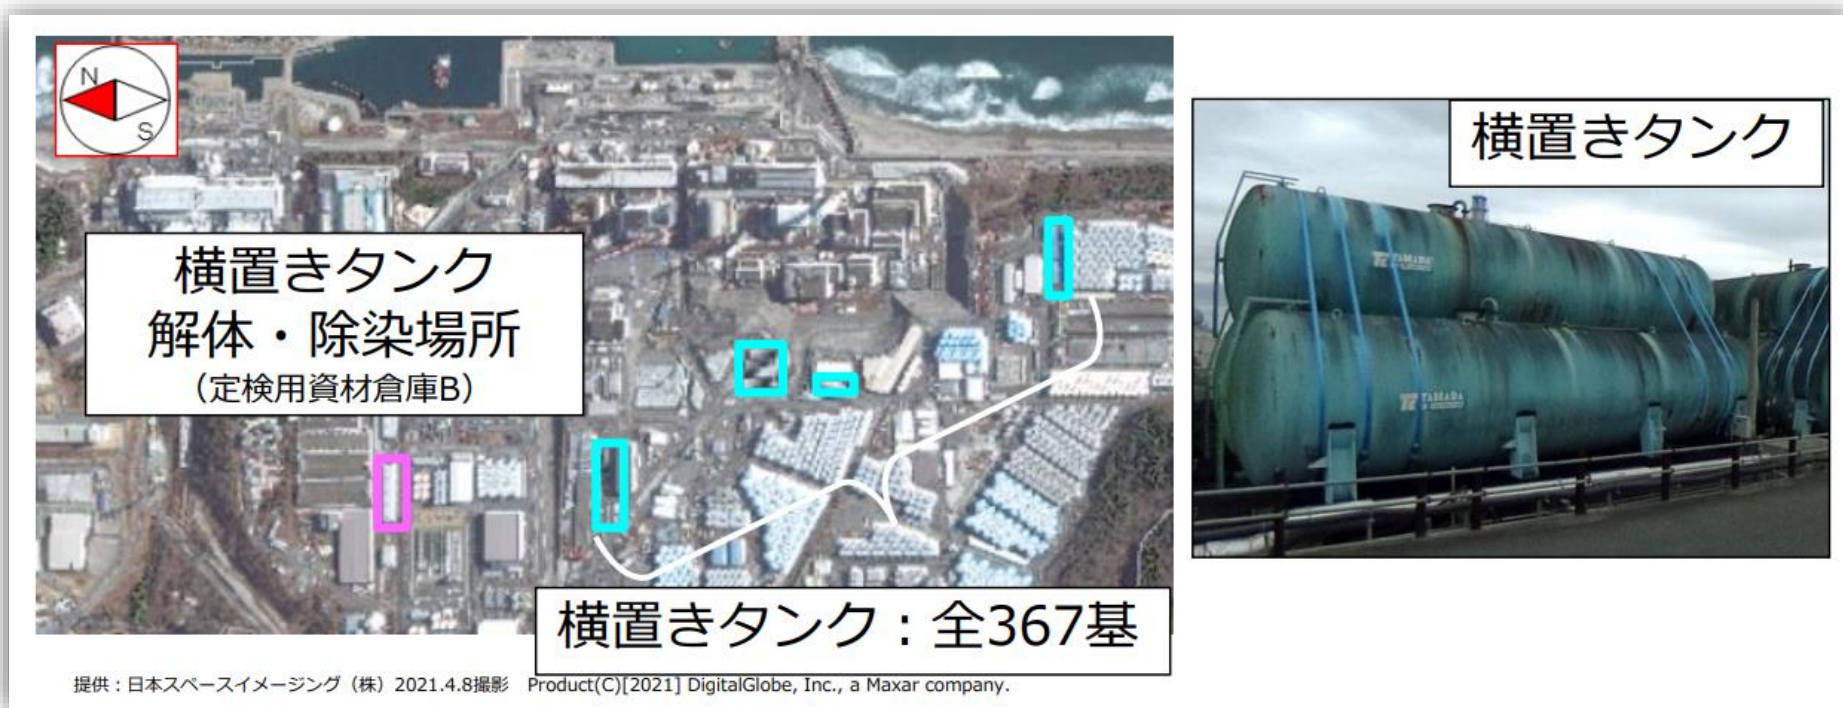 N
S
横置きタンク
解体・除染場所
（定検用資材倉庫B）
横置きタンク：全367基
提供：日本スペースイメージング（株）2021.4.8撮影 Product(C)[2021] DigitalGlobe, Inc., a Maxar company.
横置きタンク
TAMADA
TAMADA